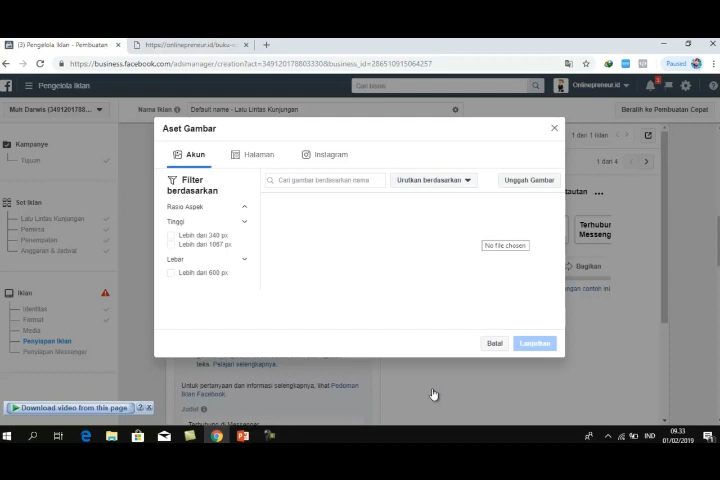 (3) Pengelola Iklan - Pembuatan
https://onlinepreneur.id/buku-
https://business.facebook.com/adsmanager/creation?act=349120178803330&business_id=286510915064257
Paused
Pengelola Iklan
Cari bisnis
Onlinepreneur.id
Muh Darwis (3491201788...
Nama Iklan
Default name - Lalu Lintas Kunjungan
Beralih ke Pembuatan Cepat
Kampanye
Tujuan
Set Iklan
Lalu Lintas Kunjungan
Pemirsa
Penempatan
Anggaran & Jadwal
Iklan
Identitas
Format
Media
Penyiapan Iklan
Penyiapan Messenger
Aset Gambar
Akun
Halaman
Instagram
Filter
berdasarkan
Cari gambar berdasarkan nama
Urutkan berdasarkan
Unggah Gambar
Rasio Aspek
Tinggi
Lebih dari 340 px
Lebih dari 1067 px
Lebar
Lebih dari 600 px
No file chosen
Batal
Lanjutkan
1 dari 1 iklan
1 dari 4
tautan
Terhubur
Messeng
Bagikan
teks. Pelajari selengkapnya.
Untuk pertanyaan dan informasi selengkapnya, lihat Pedoman
Iklan Facebook.
Judul
Terhubung di Messenger
Download video from this page
? X
IND
09.33
01/02/2019